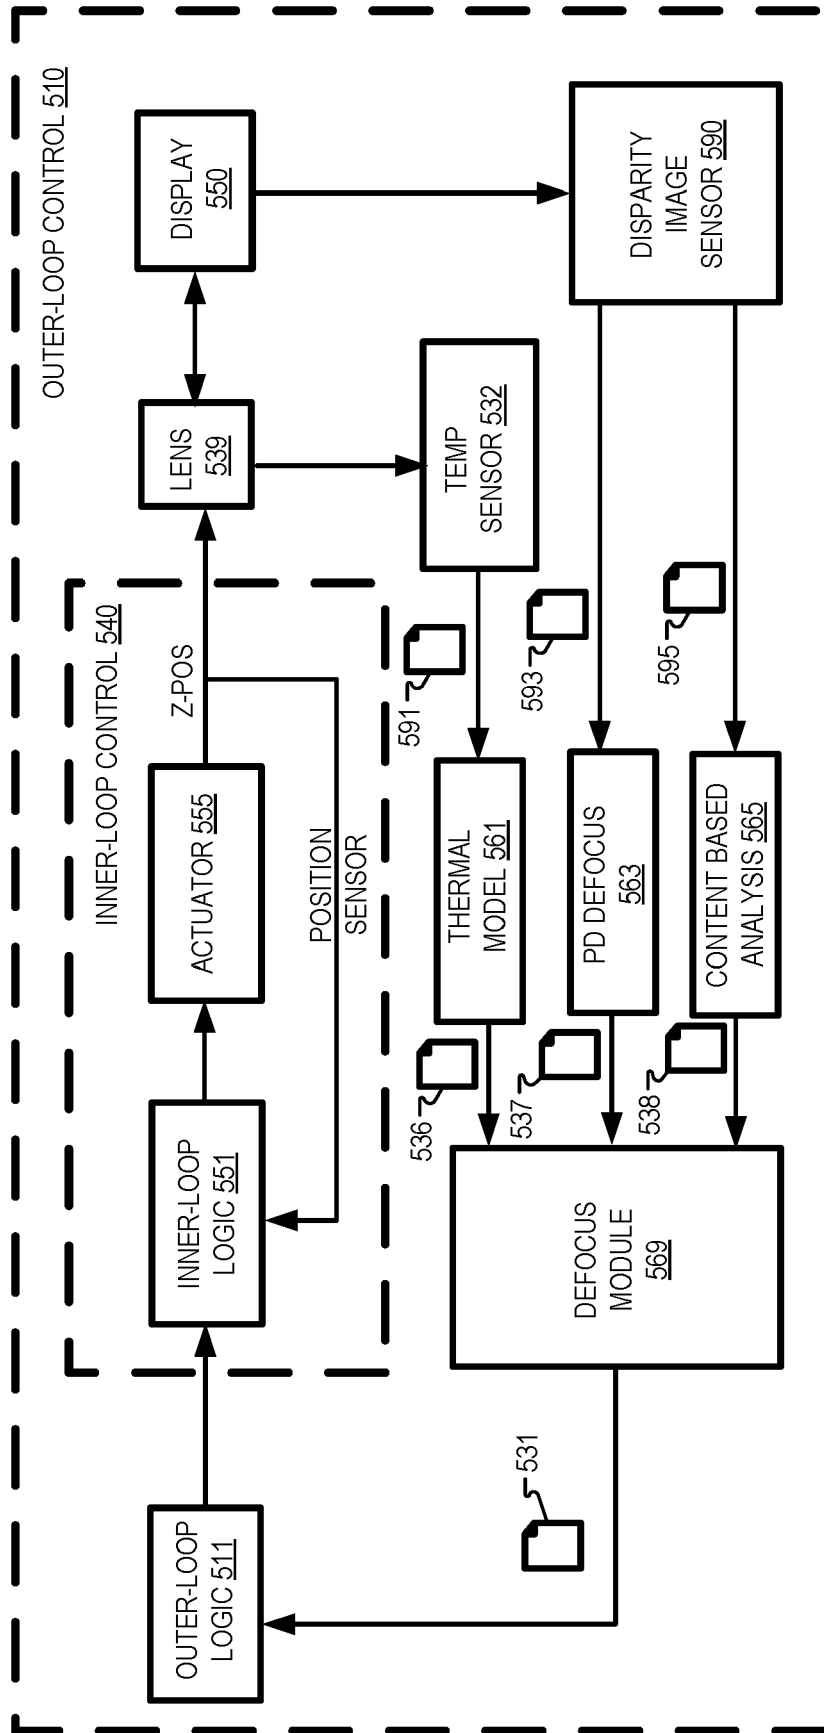 OUTER-LOOP CONTROL 510
INNER-LOOP CONTROL 540
OUTER-LOOP
LOGIC 511
INNER-LOOP
LOGIC 551
ACTUATOR 555
Z-POS
POSITION
SENSOR
LENS
539
DISPLAY
550
TEMP
SENSOR 532
DISPARITY
IMAGE
SENSOR 590
591
593
595
THERMAL
MODEL 561
PD DEFOCUS
563
CONTENT BASED
ANALYSIS 565
536
537
538
DEFOCUS
MODULE
569
531